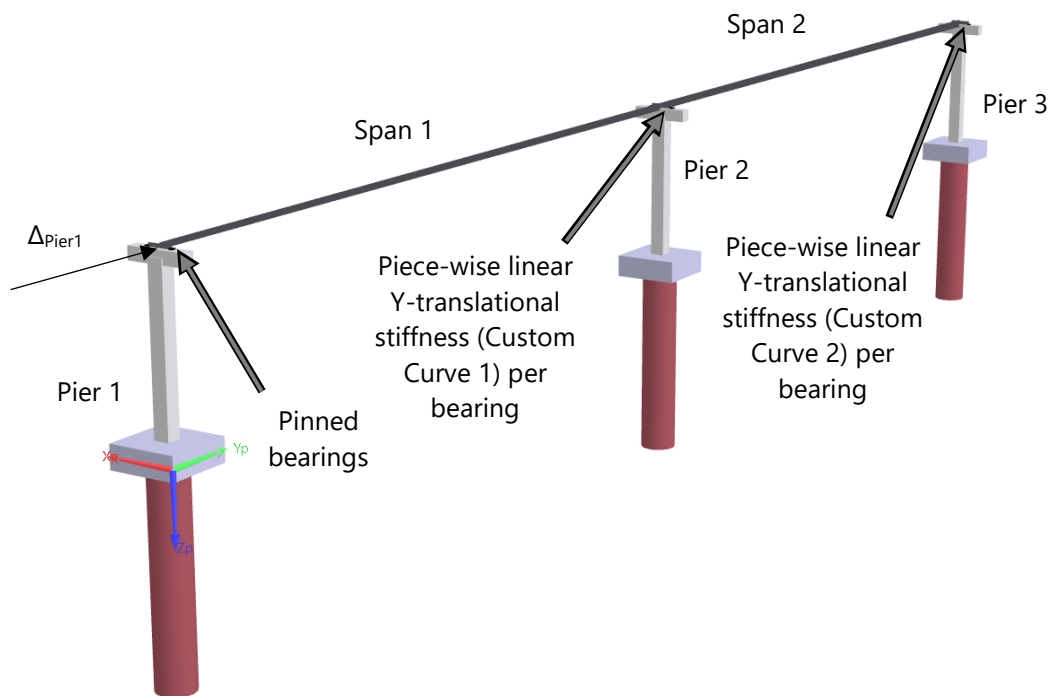 Span 2
Span 1
Pier 3
Pier 2
ΔPier1
Piece-wise linear
Y-translational
stiffness (Custom
Curve 1) per
bearing
Piece-wise linear
Y-translational
stiffness (Custom
Curve 2) per
bearing
Pier 1
Pinned
bearings
Xp
Yp
Zp